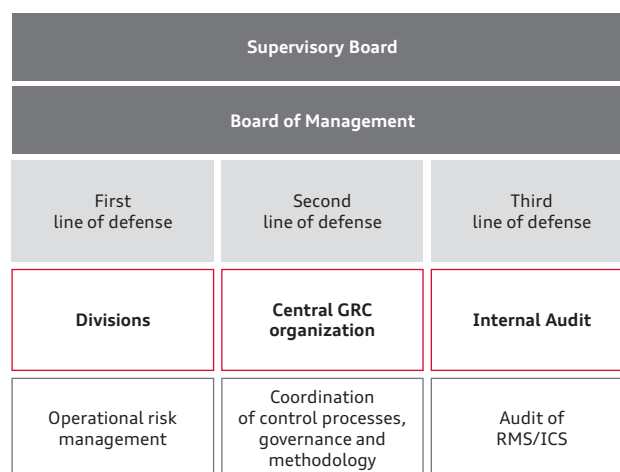 Supervisory Board
Board of Management
First
line of defense
Second
line of defense
Third
line of defense
Divisions
Central GRC
organization
Internal Audit
Operational risk
management
Coordination
of control processes,
governance and
methodology
Audit of
RMS/ICS